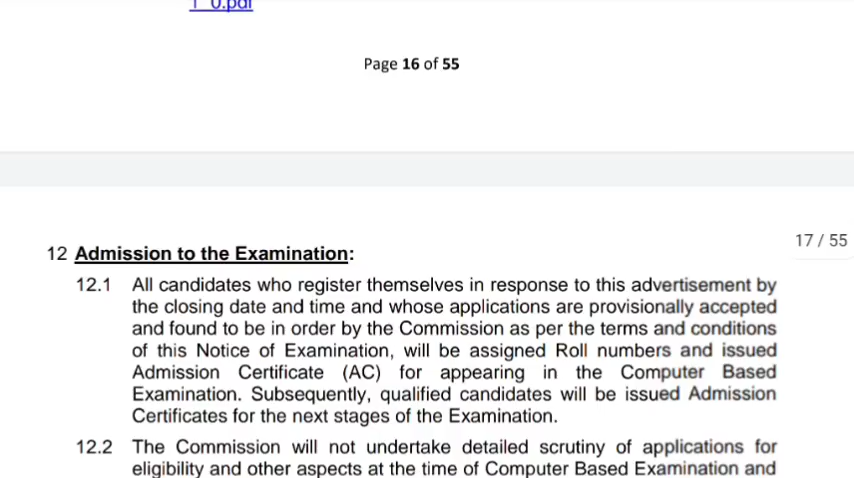 1_0.pdf
Page 16 of 55
17 / 55
12 Admission to the Examination:
12.1 All candidates who register themselves in response to this advertisement by
the closing date and time and whose applications are provisionally accepted
and found to be in order by the Commission as per the terms and conditions
of this Notice of Examination, will be assigned Roll numbers and issued
Admission Certificate (AC) for appearing in the Computer Based
Examination. Subsequently, qualified candidates will be issued Admission
Certificates for the next stages of the Examination.
12.2 The Commission will not undertake detailed scrutiny of applications for
eligibility and other aspects at the time of Computer Based Examination and